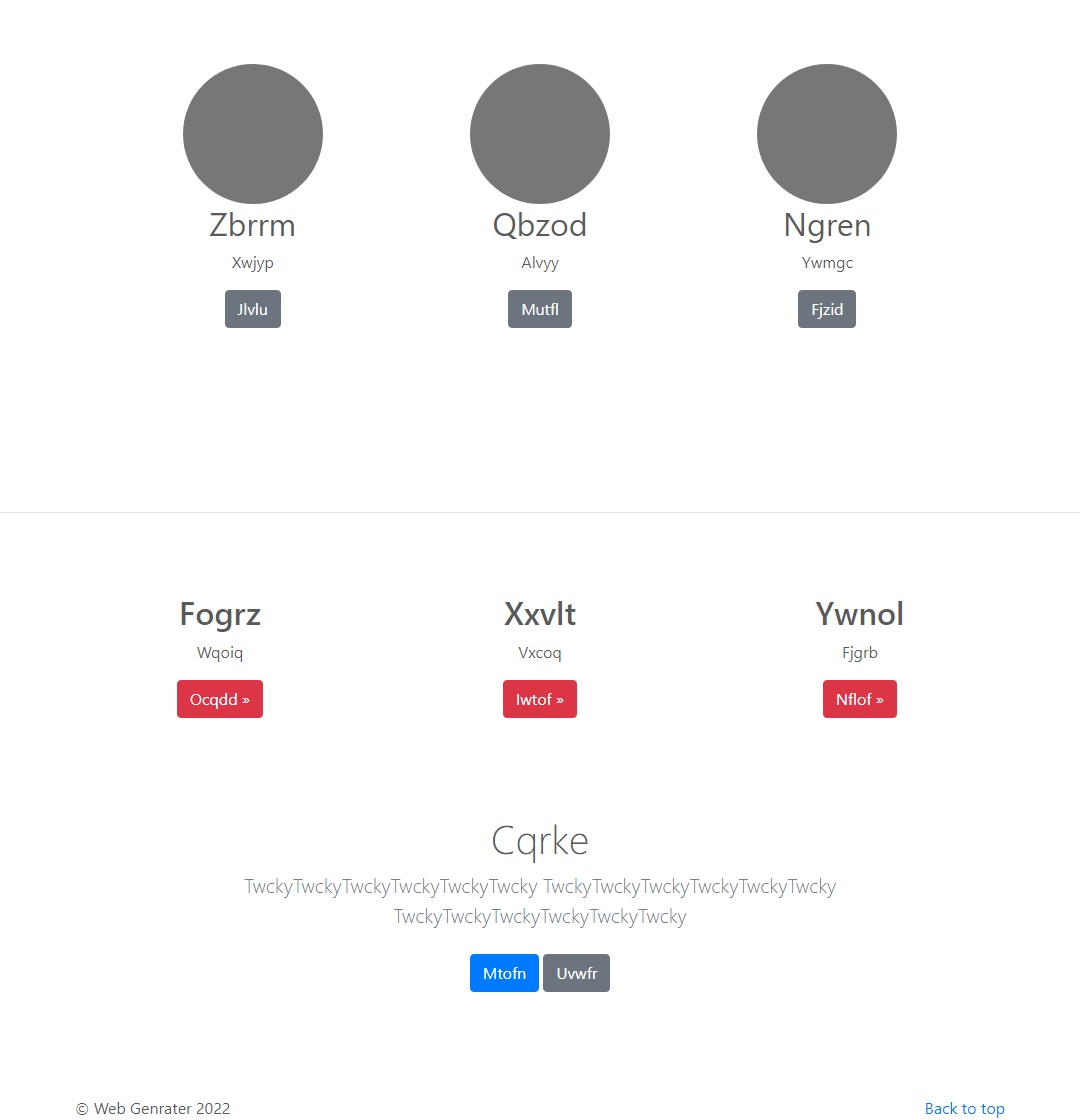 Zbrrm
Qbzod
Ngren
Xwjyp
Alvyy
Ywmgc
Jlvlu
Mutfl
Fjzid
Fogrz
Xxvlt
Ywnol
Wqoiq
Vxcoq
Fjgrb
Ocqdd »
Iwtof »
Nflof »
Cqrke
TwckyTwckyTwckyTwckyTwckyTwcky TwckyTwckyTwckyTwckyTwckyTwcky
TwckyTwckyTwckyTwckyTwckyTwcky
Mtofn
Uvwfr
© Web Genrater 2022
Back to top